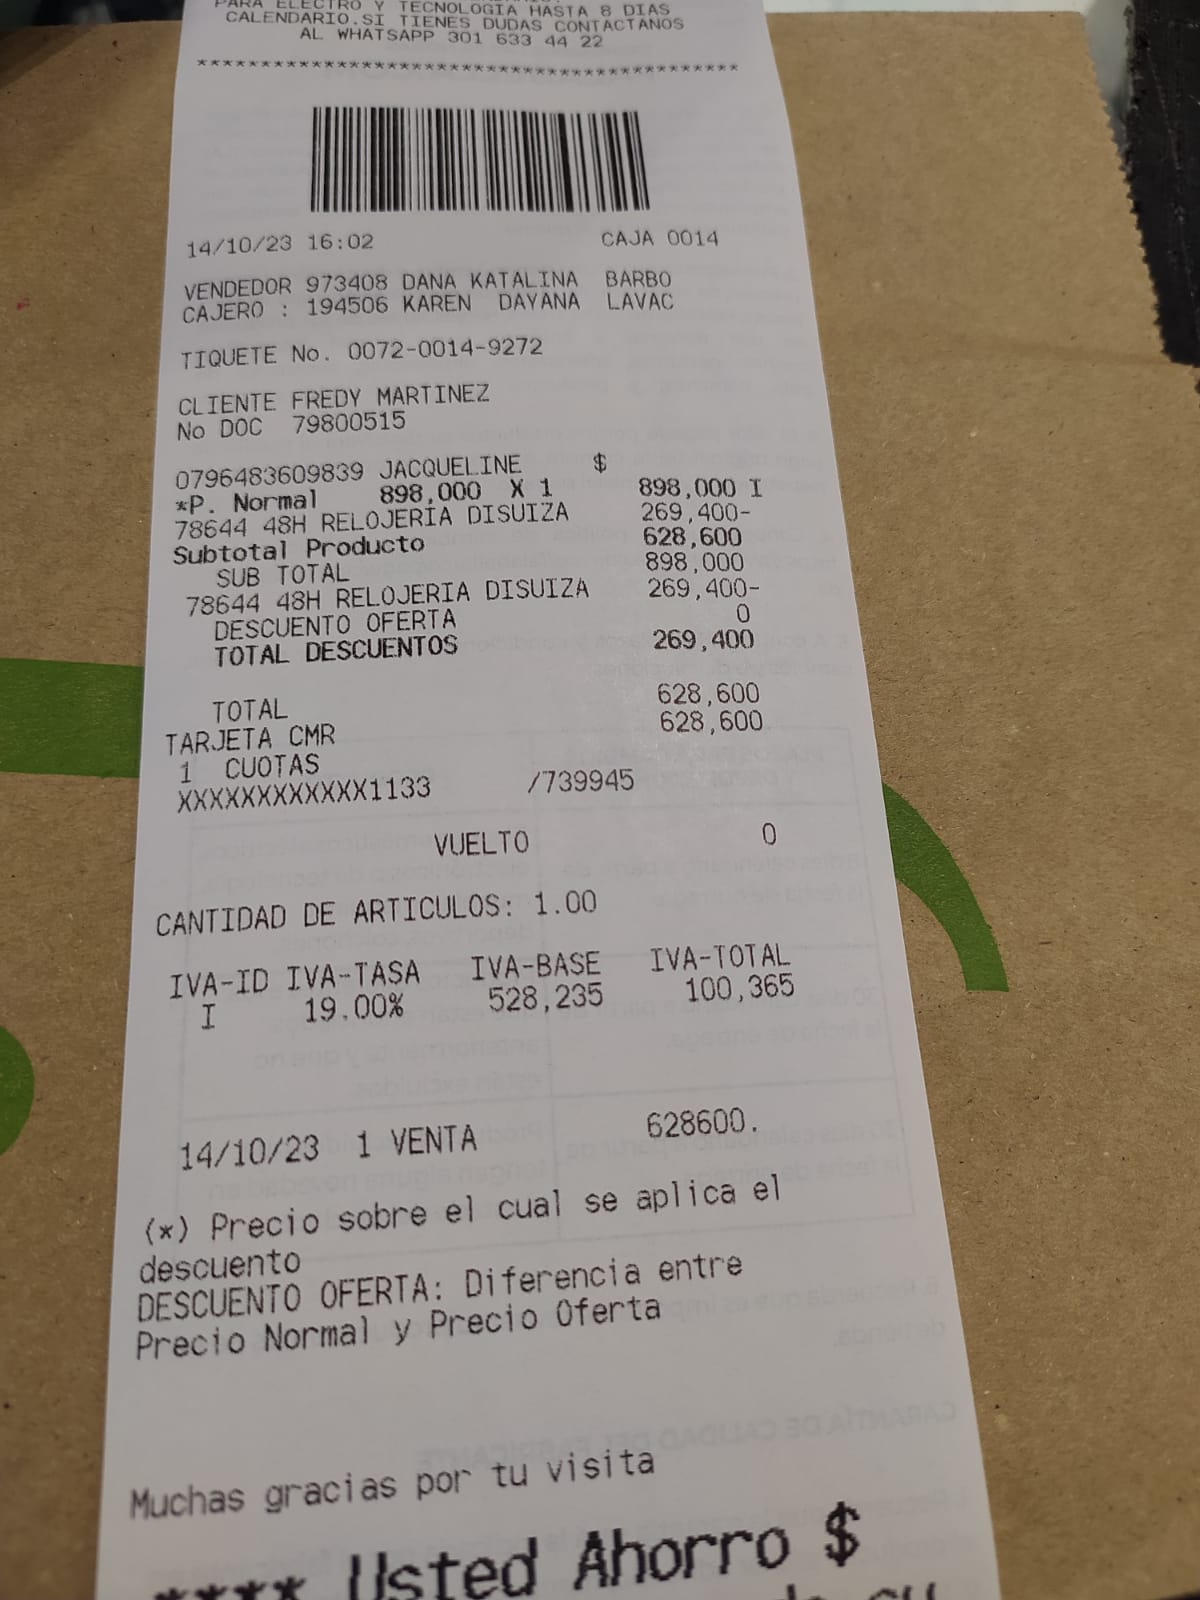 PARA ELECTRO Y TECNOLOGIA HASTA 8 DIAS
CALENDARIO.SI TIENES DUDAS CONTACTANOS
AL WHATSAPP 301 633 44 22
******************************************
14/10/23 16:02 CAJA 0014
VENDEDOR 973408 DANA KATALINA BARBO
CAJERO : 194506 KAREN DAYANA LAVAC
TIQUETE No. 0072-0014-9272
CLIENTE FREDY MARTINEZ
No DOC 79800515
0796483609839 JACQUELINE $
*P. Normal 898,000 X 1 898,000 I
78644 48H RELOJERIA DISUIZA 269,400-
Subtotal Producto 628,600
SUB TOTAL 898,000
78644 48H RELOJERIA DISUIZA 269,400-
DESCUENTO OFERTA 0
TOTAL DESCUENTOS 269,400
TOTAL 628,600
TARJETA CMR 628,600
1 CUOTAS
XXXXXXXXXXXX1133 /739945
VUELTO 0
CANTIDAD DE ARTICULOS: 1.00
IVA-ID IVA-TASA IVA-BASE IVA-TOTAL
I 19.00% 528,235 100,365
14/10/23 1 VENTA 628600.
(*) Precio sobre el cual se aplica el
descuento
DESCUENTO OFERTA: Diferencia entre
Precio Normal y Precio Oferta
Muchas gracias por tu visita
**** Usted Ahorro $